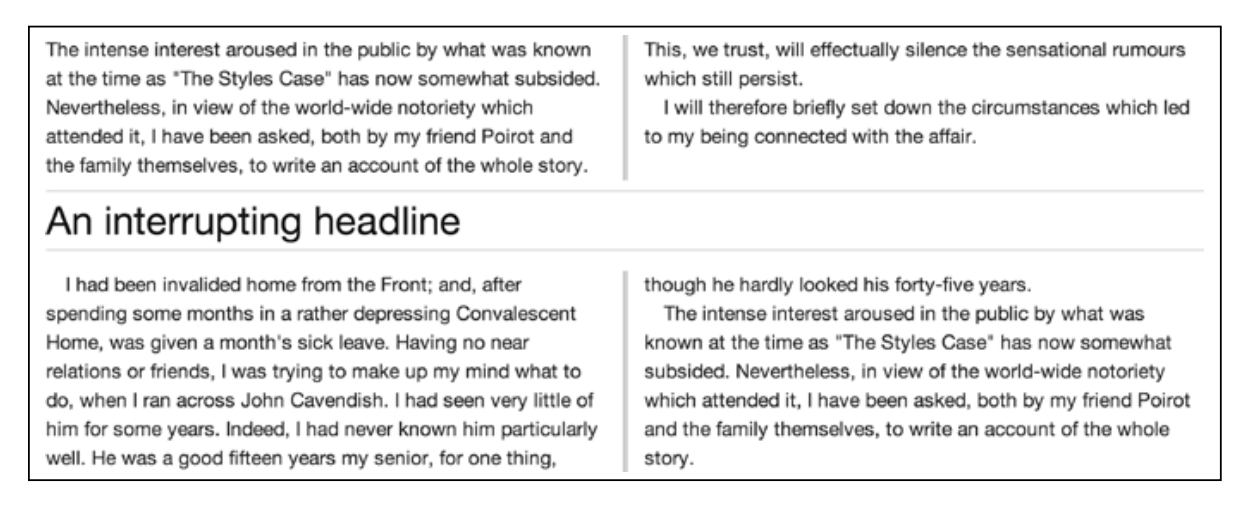 The intense interest aroused in the public by what was known
at the time as "The Styles Case" has now somewhat subsided.
Nevertheless, in view of the world-wide notoriety which
attended it, I have been asked, both by my friend Poirot and
the family themselves, to write an account of the whole story.
This, we trust, will effectually silence the sensational rumours
which still persist.
I will therefore briefly set down the circumstances which led
to my being connected with the affair.
An interrupting headline
I had been invalided home from the Front; and, after
spending some months in a rather depressing Convalescent
Home, was given a month's sick leave. Having no near
relations or friends, I was trying to make up my mind what to
do, when I ran across John Cavendish. I had seen very little of
him for some years. Indeed, I had never known him particularly
well. He was a good fifteen years my senior, for one thing,
though he hardly looked his forty-five years.
The intense interest aroused in the public by what was
known at the time as "The Styles Case" has now somewhat
subsided. Nevertheless, in view of the world-wide notoriety
which attended it, I have been asked, both by my friend Poirot
and the family themselves, to write an account of the whole
story.